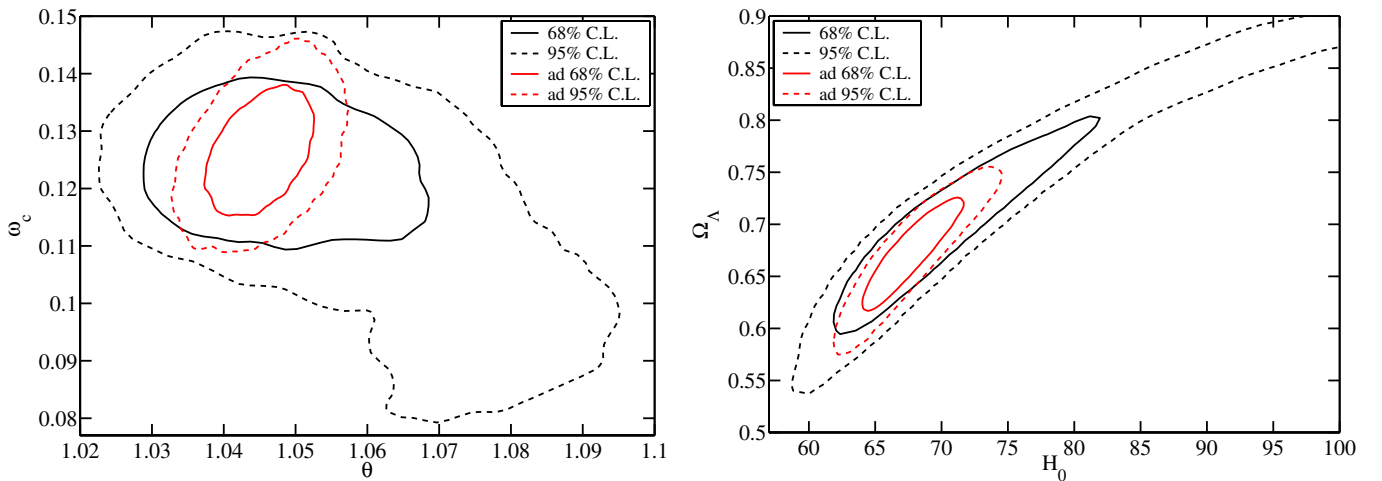 0.15
0.14
0.13
0.12
0.11
0.1
0.09
0.08
ω_c
1.02 1.03 1.04 1.05 1.06 1.07 1.08 1.09 1.1
θ
68% C.L.
95% C.L.
ad 68% C.L.
ad 95% C.L.
0.9
0.85
0.8
0.75
0.7
0.65
0.6
0.55
0.5
Ω_Λ
60 65 70 75 80 85 90 95 100
H_0
68% C.L.
95% C.L.
ad 68% C.L.
ad 95% C.L.